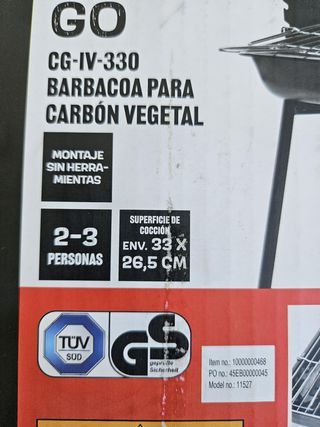 GO
CG-IV-330
BARBACOA PARA
CARBÓN VEGETAL
MONTAJE
SIN HERRA-
MIENTAS
2-3
PERSONAS
SUPERFICIE DE
COCCIÓN
ENV. 33 X
26,5 CM
TÜV
SÜD
GS
geprüfte
Sicherheit
Item no.: 10000000468
PO no.: 45EB00000045
Model no.: 11527